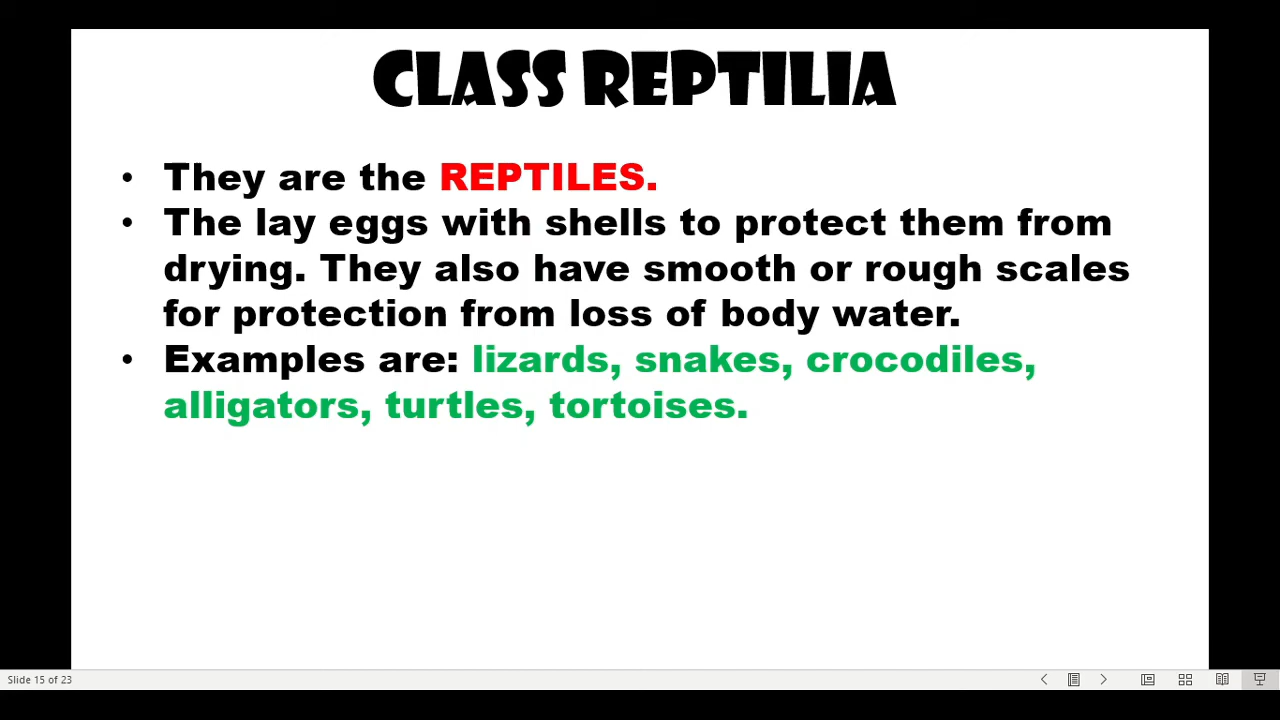 CLASS REPTILIA
• They are the REPTILES.
• The lay eggs with shells to protect them from
drying. They also have smooth or rough scales
for protection from loss of body water.
• Examples are: lizards, snakes, crocodiles,
alligators, turtles, tortoises.
Slide 15 of 23